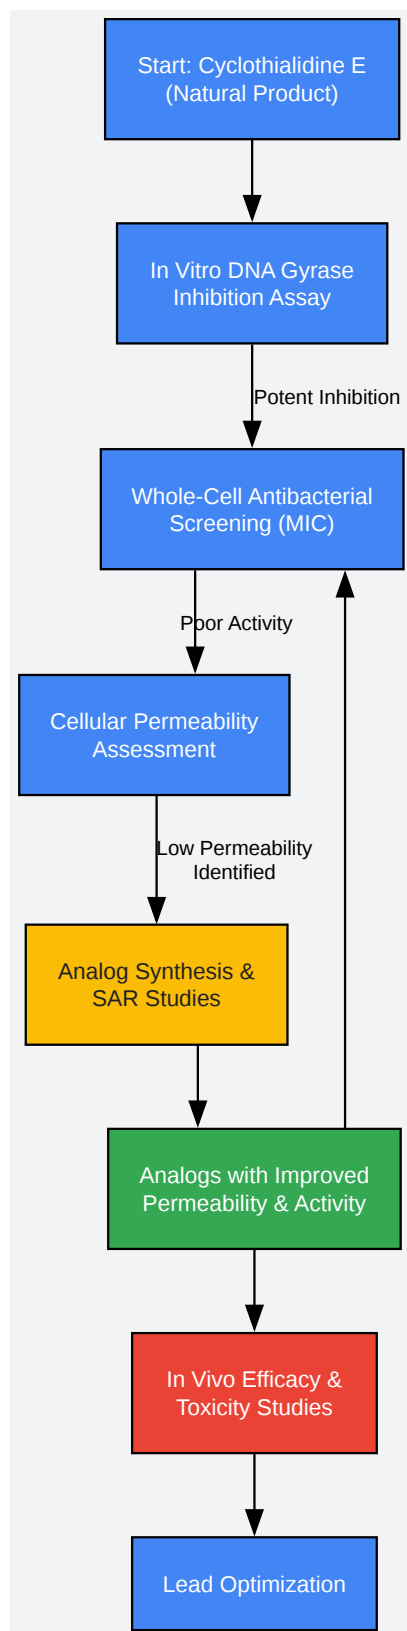 Start: Cyclothialidine E
(Natural Product)
In Vitro DNA Gyrase
Inhibition Assay
Potent Inhibition
Whole-Cell Antibacterial
Screening (MIC)
Poor Activity
Cellular Permeability
Assessment
Low Permeability
Identified
Analog Synthesis &
SAR Studies
Analogs with Improved
Permeability & Activity
In Vivo Efficacy &
Toxicity Studies
Lead Optimization